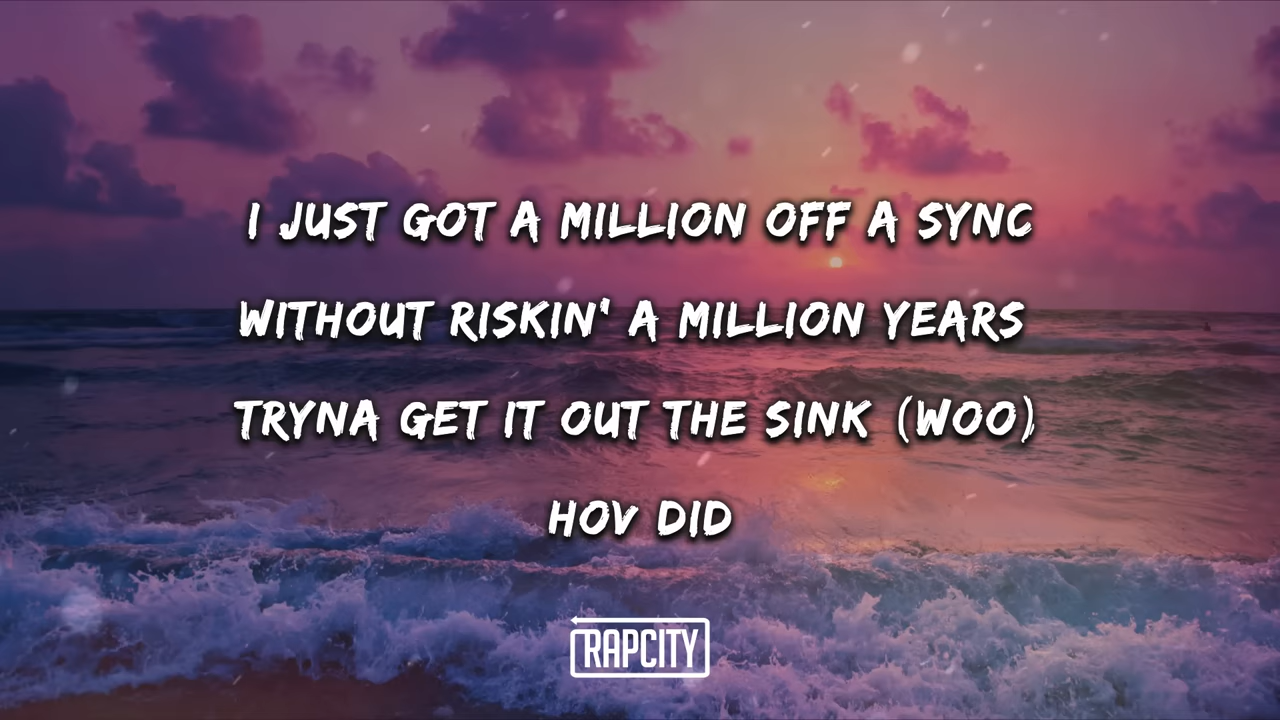 I JUST GOT A MILLION OFF A SYNC
WITHOUT RISKIN' A MILLION YEARS
TRYNA GET IT OUT THE SINK (WOO)
HOV DID
RAPCITY